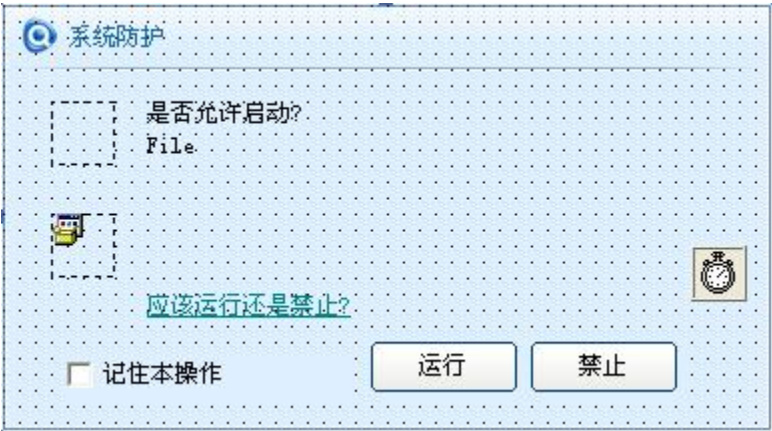 系统防护
是否允许启动?
File
应该运行还是禁止?
记住本操作
运行
禁止